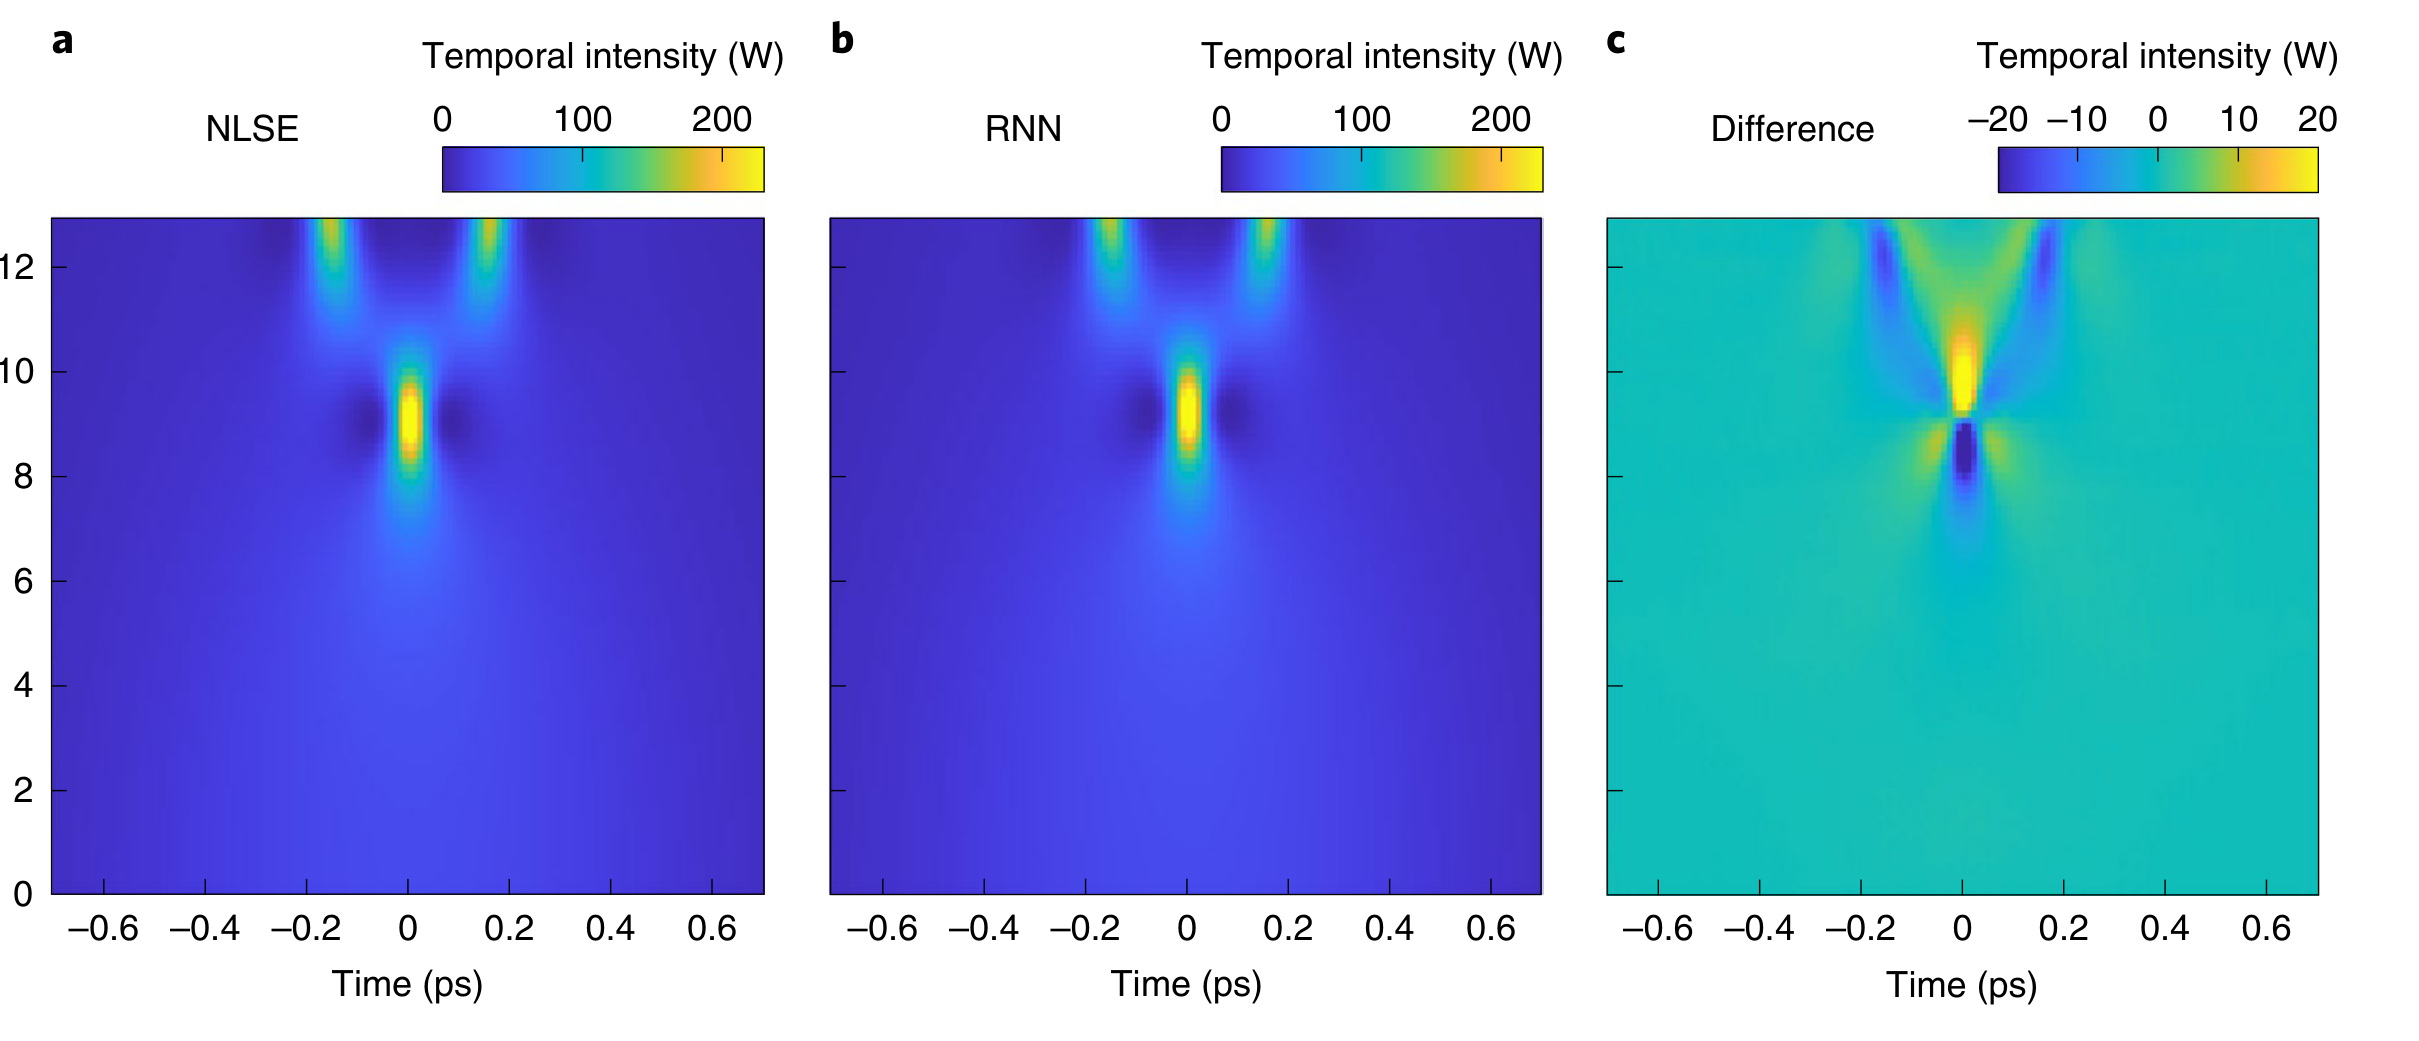 a
Temporal intensity (W)
NLSE
0 100 200
12
10
8
6
4
2
0
–0.6 –0.4 –0.2 0 0.2 0.4 0.6
Time (ps)
b
Temporal intensity (W)
RNN
0 100 200
–0.6 –0.4 –0.2 0 0.2 0.4 0.6
Time (ps)
c
Temporal intensity (W)
Difference
–20 –10 0 10 20
–0.6 –0.4 –0.2 0 0.2 0.4 0.6
Time (ps)